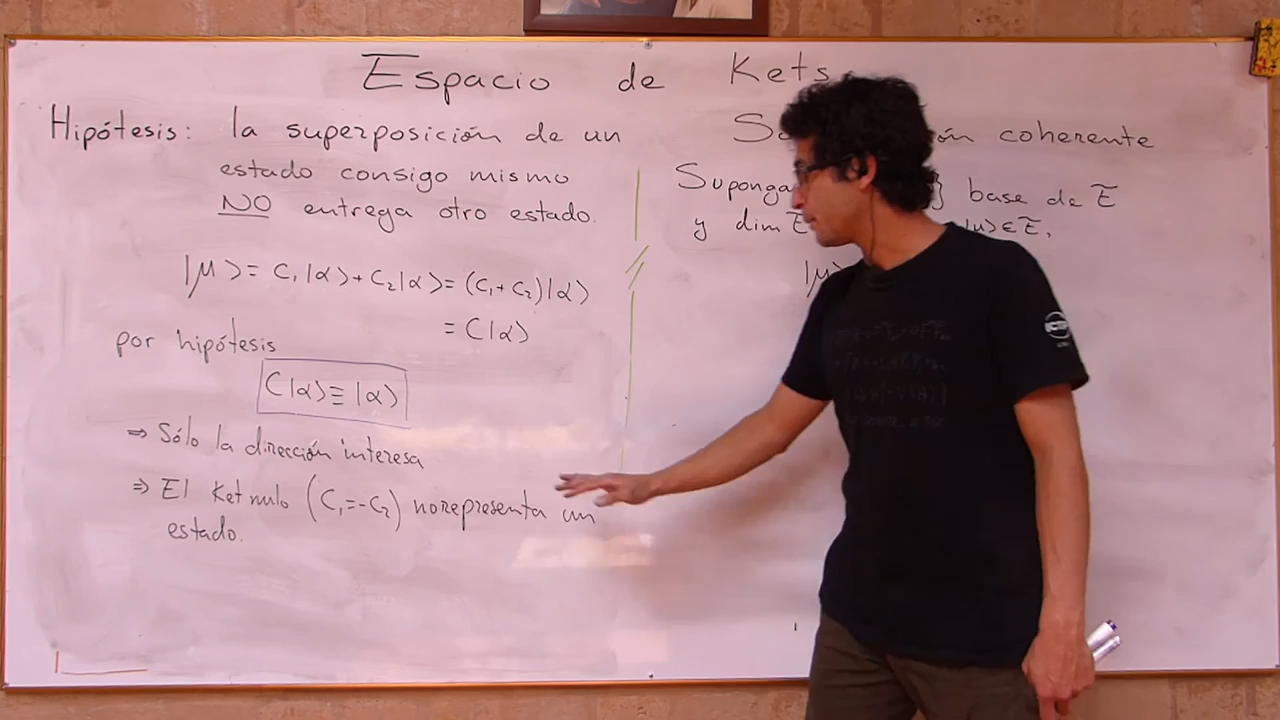 Espacio de Kets
Hipótesis: la superposición de un
estado consigo mismo
NO entrega otro estado.
|μ> = C₁|α> + C₂|α> = (C₁+C₂)|α>
= C|α>
por hipótesis
C|α> ≡ |α>
⇒ Sólo la dirección interesa
⇒ El Ket nulo (C₁=-C₂) no representa un
estado.
coherente
} base de E
y dim E |u> ∈ E,
|μ